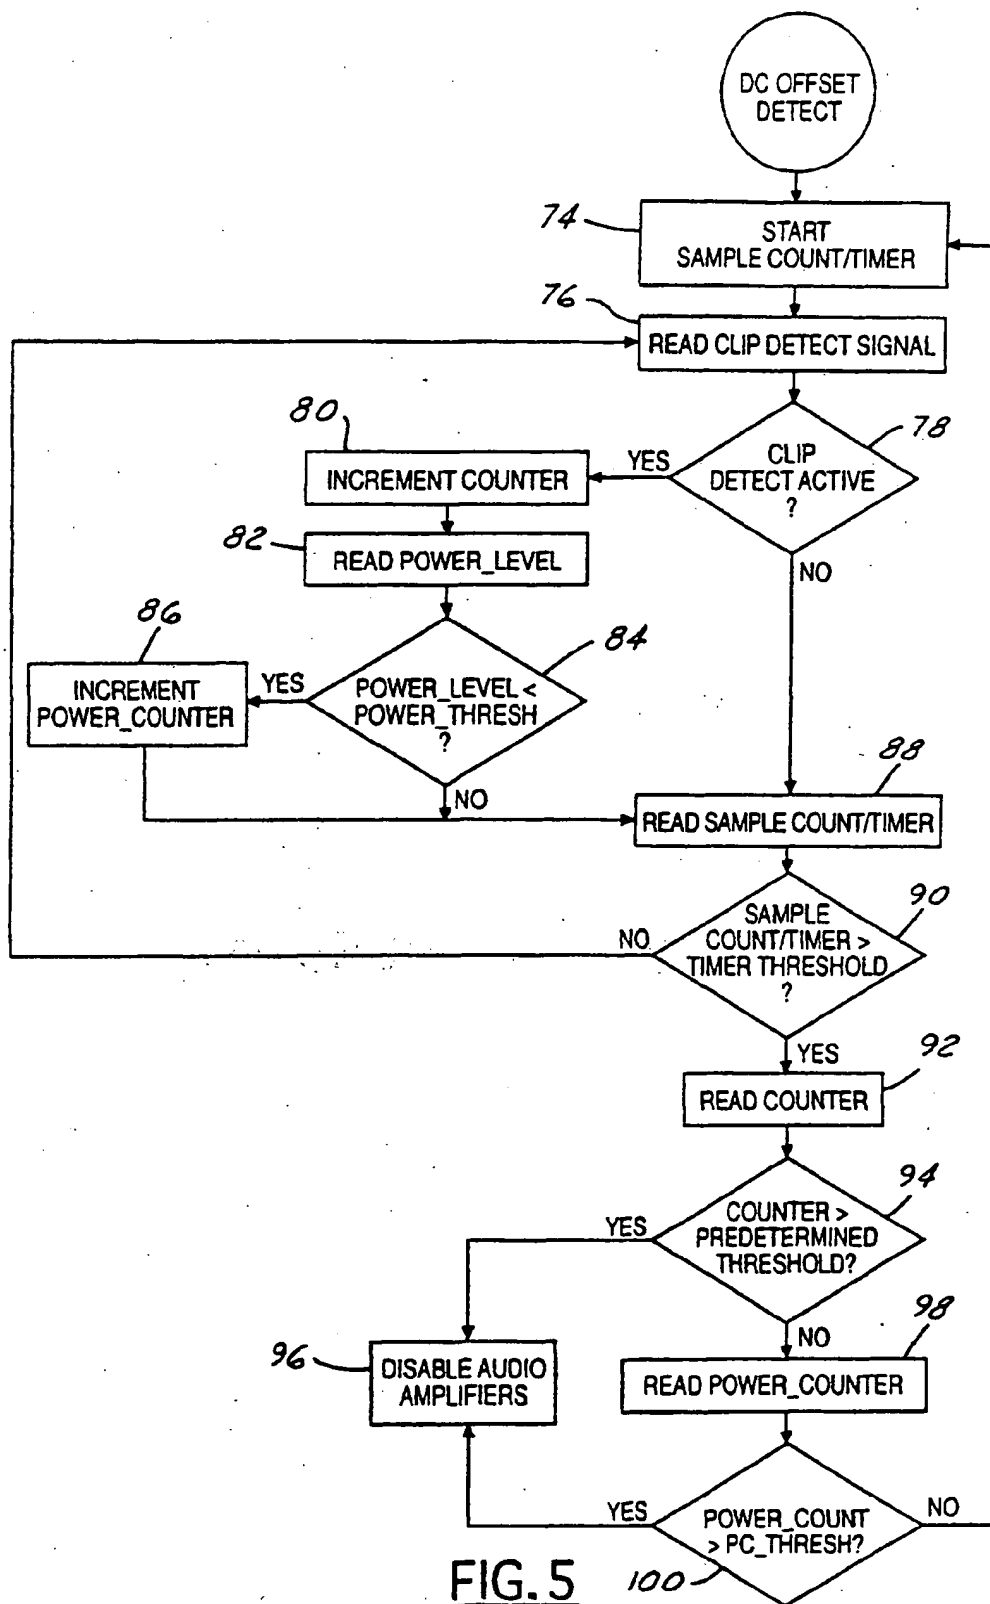 DC OFFSET
DETECT
74
START
SAMPLE COUNT/TIMER
76
READ CLIP DETECT SIGNAL
80
78
CLIP
DETECT ACTIVE
?
YES
INCREMENT COUNTER
NO
82
READ POWER_LEVEL
86
84
INCREMENT
POWER_COUNTER
YES
POWER_LEVEL <
POWER_THRESH
?
NO
88
READ SAMPLE COUNT/TIMER
90
SAMPLE
COUNT/TIMER >
TIMER THRESHOLD
?
NO
YES
92
READ COUNTER
94
COUNTER >
PREDETERMINED
THRESHOLD?
YES
NO
98
96
DISABLE AUDIO
AMPLIFIERS
READ POWER_COUNTER
YES
POWER_COUNT
> PC_THRESH?
NO
100
FIG. 5